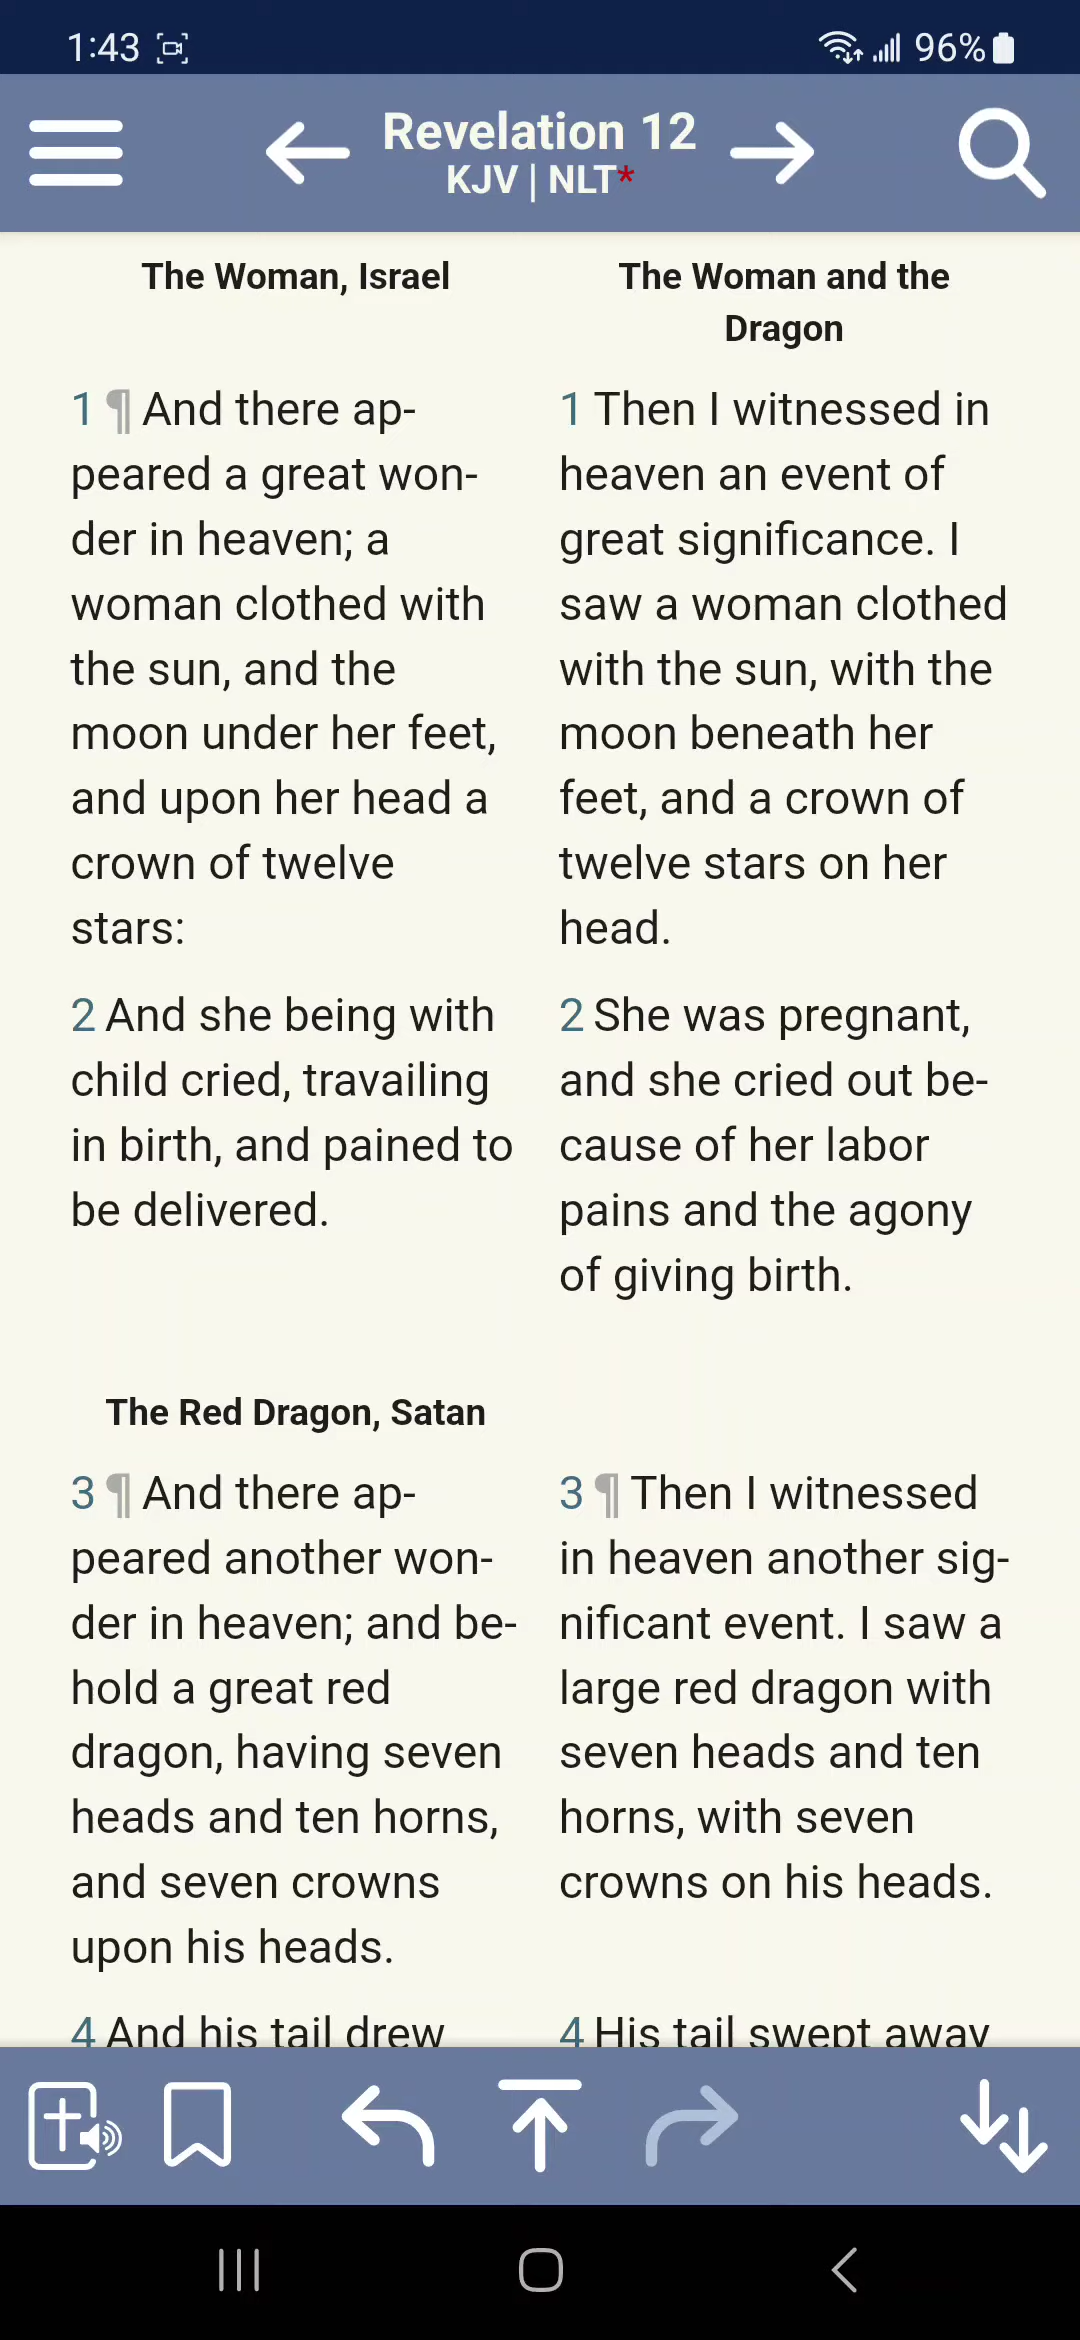 1:43
96%
Revelation 12
KJV | NLT*
The Woman, Israel
1 ¶ And there ap-
peared a great won-
der in heaven; a
woman clothed with
the sun, and the
moon under her feet,
and upon her head a
crown of twelve
stars:
2 And she being with
child cried, travailing
in birth, and pained to
be delivered.
The Red Dragon, Satan
3 ¶ And there ap-
peared another won-
der in heaven; and be-
hold a great red
dragon, having seven
heads and ten horns,
and seven crowns
upon his heads.
4 And his tail drew
The Woman and the
Dragon
1 Then I witnessed in
heaven an event of
great significance. I
saw a woman clothed
with the sun, with the
moon beneath her
feet, and a crown of
twelve stars on her
head.
2 She was pregnant,
and she cried out be-
cause of her labor
pains and the agony
of giving birth.
3 ¶ Then I witnessed
in heaven another sig-
nificant event. I saw a
large red dragon with
seven heads and ten
horns, with seven
crowns on his heads.
4 His tail swept away